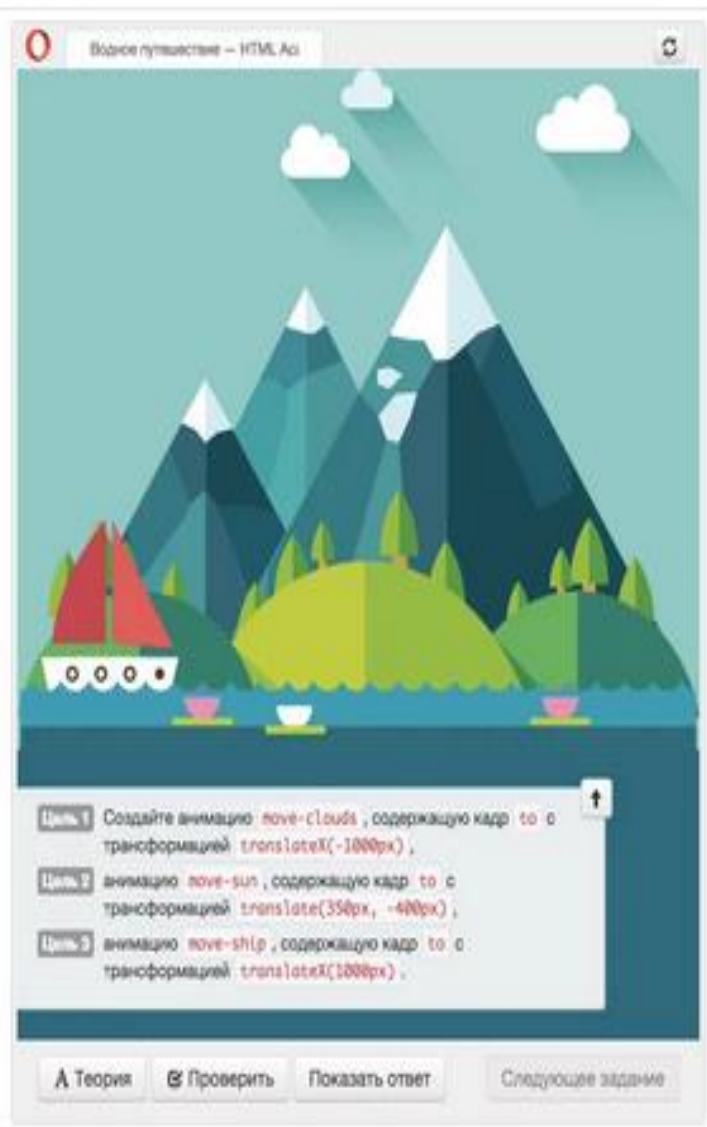 Водное путешествие — HTML Aca
Цель 1 Создайте анимацию move-clouds, содержащую кадр to с
трансформацией translateX(-1000px),
Цель 2 анимацию move-sun, содержащую кадр to с
трансформацией translate(350px, -400px),
Цель 3 анимацию move-ship, содержащую кадр to с
трансформацией translateX(1000px).
А Теория Проверить Показать ответ Следующее задание